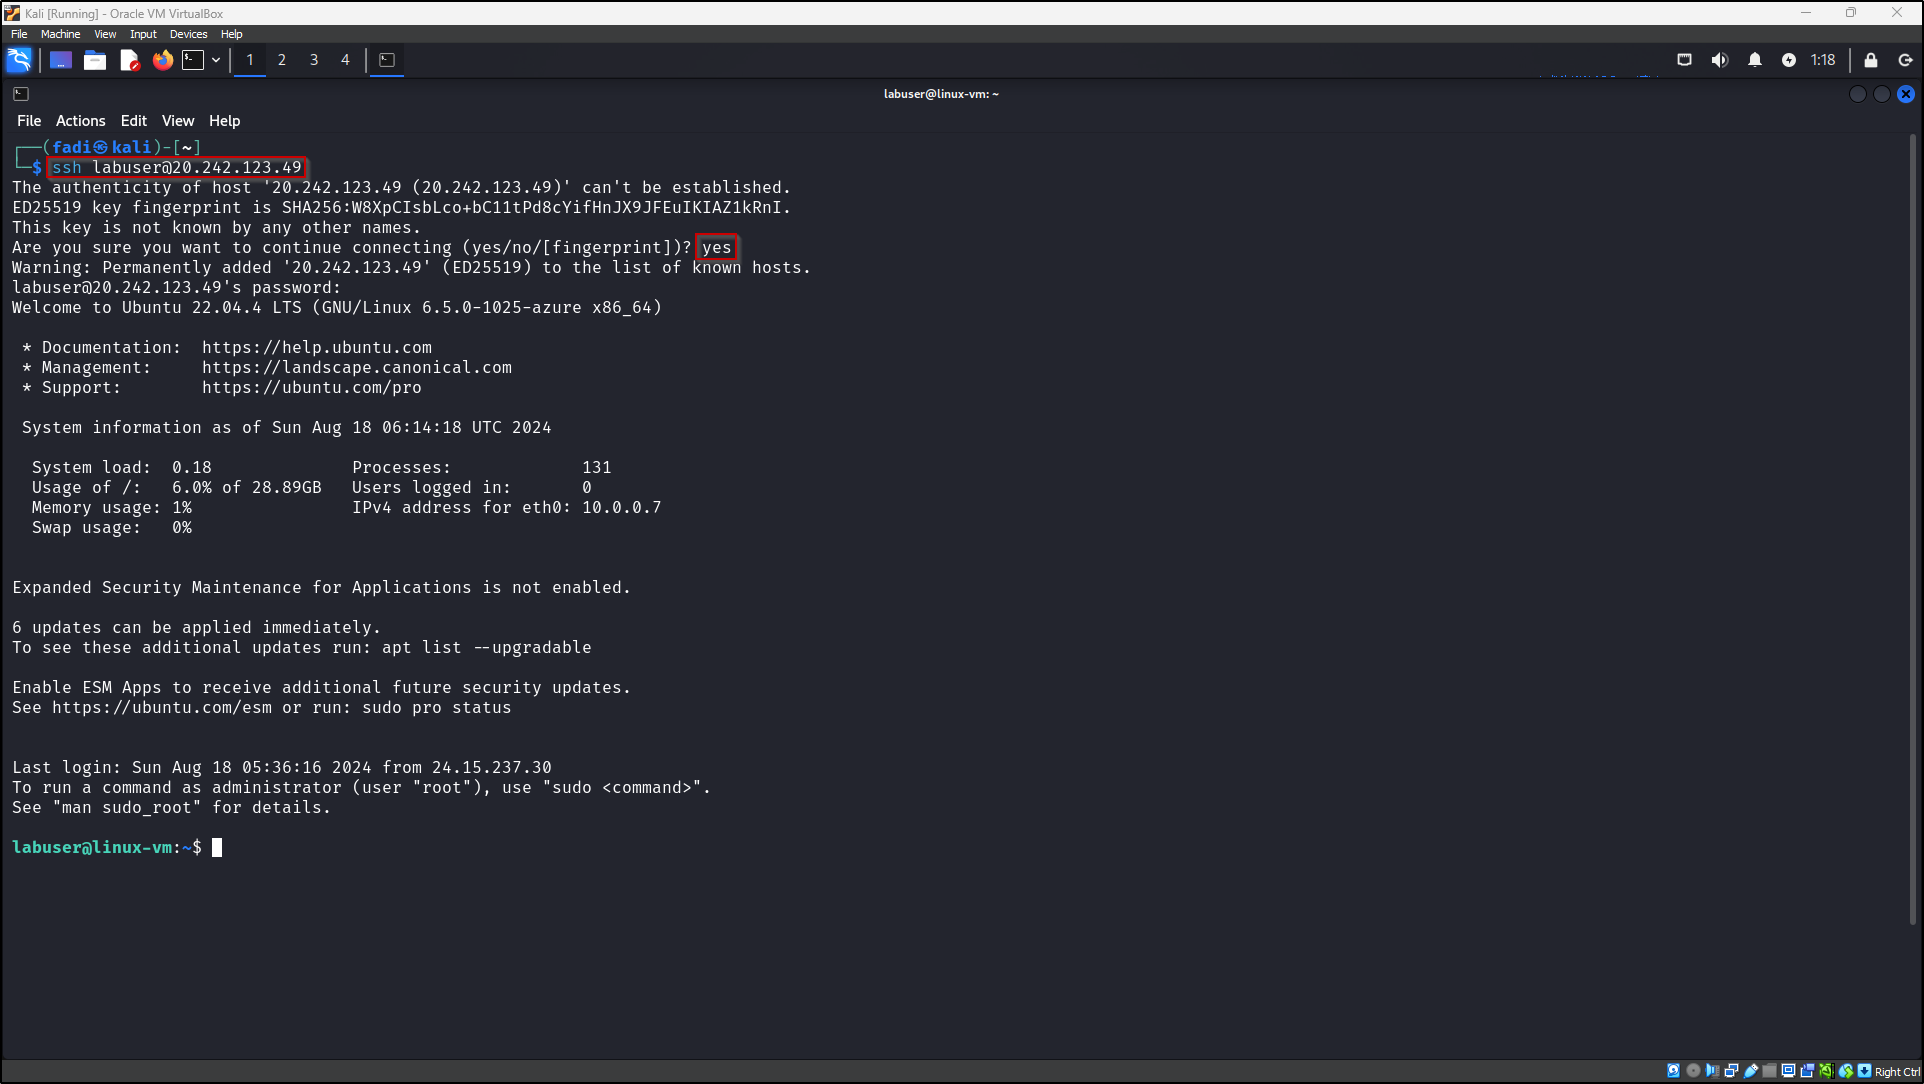 Kali [Running] - Oracle VM VirtualBox
File Machine View Input Devices Help
1 2 3 4
1:18
labuser@linux-vm: ~
File Actions Edit View Help
┌──(fadi㉿kali)-[~]
└─$ ssh labuser@20.242.123.49
The authenticity of host '20.242.123.49 (20.242.123.49)' can't be established.
ED25519 key fingerprint is SHA256:W8XpCIsbLco+bC11tPd8cYifHnJX9JFEuIKIAZ1kRnI.
This key is not known by any other names.
Are you sure you want to continue connecting (yes/no/[fingerprint])? yes
Warning: Permanently added '20.242.123.49' (ED25519) to the list of known hosts.
labuser@20.242.123.49's password:
Welcome to Ubuntu 22.04.4 LTS (GNU/Linux 6.5.0-1025-azure x86_64)
* Documentation: https://help.ubuntu.com
* Management: https://landscape.canonical.com
* Support: https://ubuntu.com/pro
System information as of Sun Aug 18 06:14:18 UTC 2024
System load: 0.18 Processes: 131
Usage of /: 6.0% of 28.89GB Users logged in: 0
Memory usage: 1% IPv4 address for eth0: 10.0.0.7
Swap usage: 0%
Expanded Security Maintenance for Applications is not enabled.
6 updates can be applied immediately.
To see these additional updates run: apt list --upgradable
Enable ESM Apps to receive additional future security updates.
See https://ubuntu.com/esm or run: sudo pro status
Last login: Sun Aug 18 05:36:16 2024 from 24.15.237.30
To run a command as administrator (user "root"), use "sudo <command>".
See "man sudo_root" for details.
labuser@linux-vm:~$
Right Ctrl